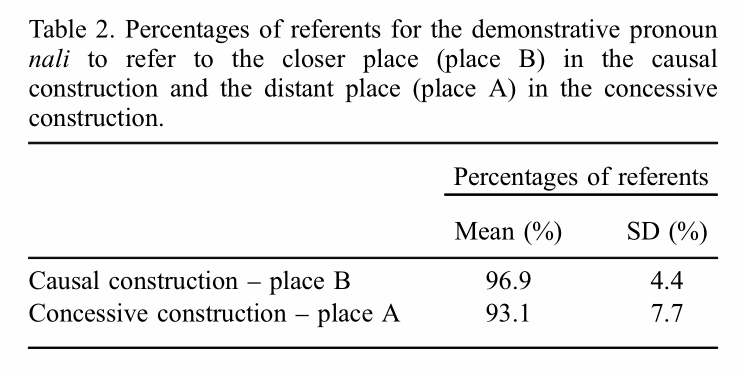 Table 2. Percentages of referents for the demonstrative pronoun
nali to refer to the closer place (place B) in the causal
construction and the distant place (place A) in the concessive
construction.
Percentages of referents
Mean (%) SD (%)
Causal construction – place B 96.9 4.4
Concessive construction – place A 93.1 7.7